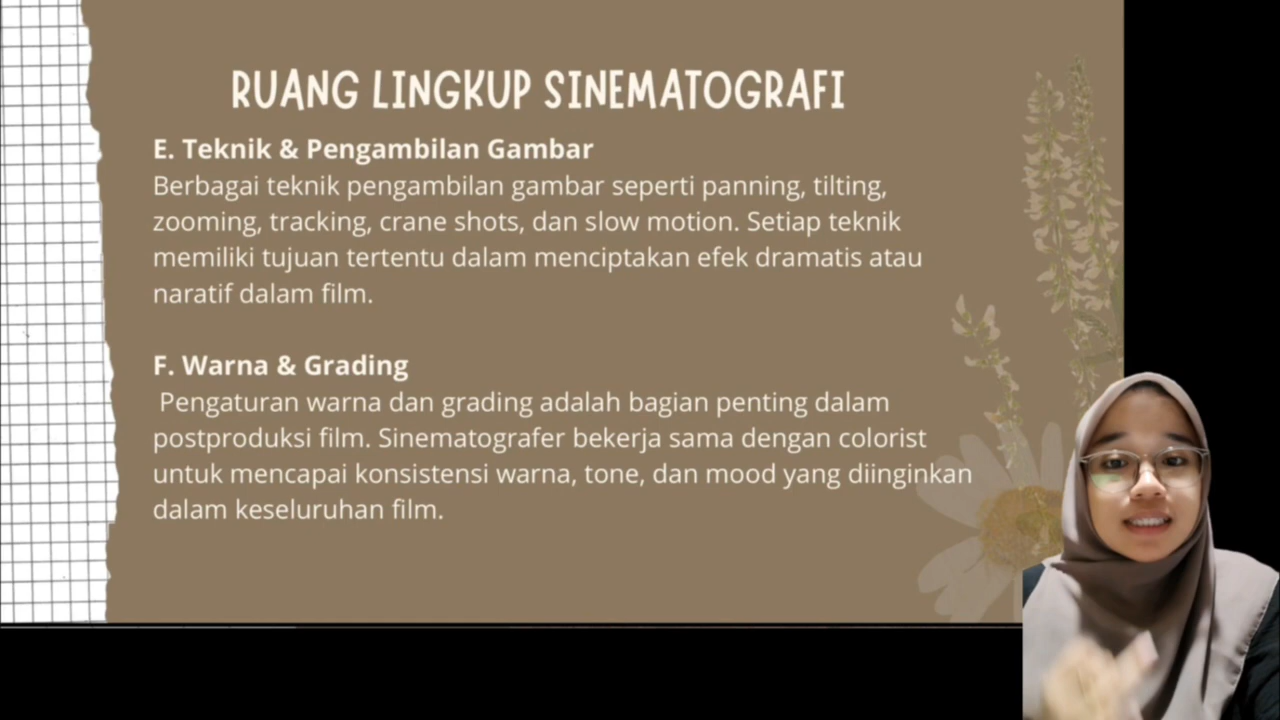 RUANG LINGKUP SINEMATOGRAFI
E. Teknik & Pengambilan Gambar
Berbagai teknik pengambilan gambar seperti panning, tilting,
zooming, tracking, crane shots, dan slow motion. Setiap teknik
memiliki tujuan tertentu dalam menciptakan efek dramatis atau
naratif dalam film.
F. Warna & Grading
Pengaturan warna dan grading adalah bagian penting dalam
postproduksi film. Sinematografer bekerja sama dengan colorist
untuk mencapai konsistensi warna, tone, dan mood yang diinginkan
dalam keseluruhan film.